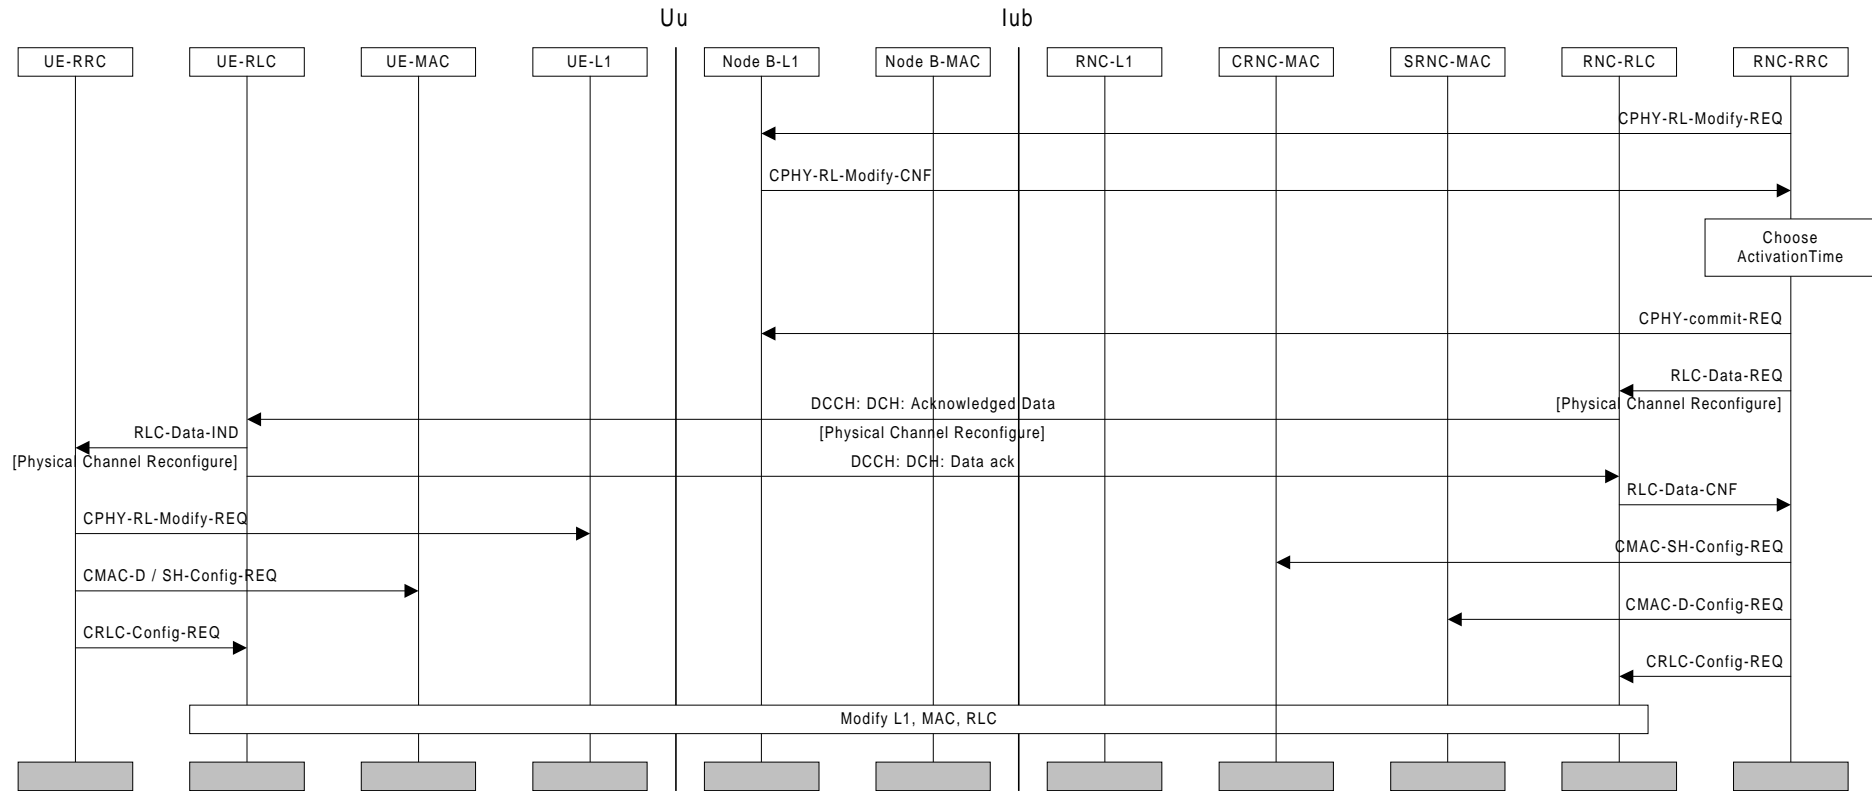 Uu
Iub
UE-RRC
UE-RLC
UE-MAC
UE-L1
Node B-L1
Node B-MAC
RNC-L1
CRNC-MAC
SRNC-MAC
RNC-RLC
RNC-RRC
CPHY-RL-Modify-REQ
CPHY-RL-Modify-CNF
Choose
ActivationTime
CPHY-commit-REQ
RLC-Data-REQ
[Physical Channel Reconfigure]
DCCH: DCH: Acknowledged Data
[Physical Channel Reconfigure]
RLC-Data-IND
[Physical Channel Reconfigure]
DCCH: DCH: Data ack
RLC-Data-CNF
CPHY-RL-Modify-REQ
CMAC-SH-Config-REQ
CMAC-D / SH-Config-REQ
CMAC-D-Config-REQ
CRLC-Config-REQ
CRLC-Config-REQ
Modify L1, MAC, RLC